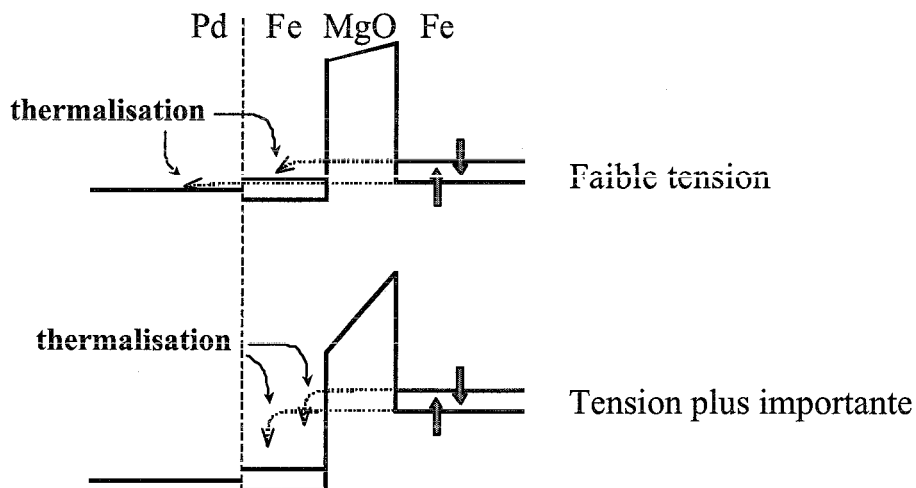 Pd Fe MgO Fe
thermalisation
Faible tension
thermalisation
Tension plus importante